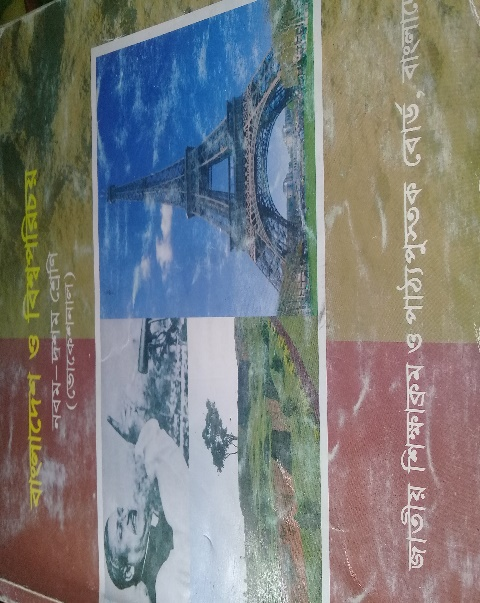 বাংলাদেশ ও বিশ্বপরিচয়
নবম-দশম শ্রেণি
(ভোকেশনাল)
জাতীয় শিক্ষাক্রম ও পাঠ্যপুস্তক বোর্ড,